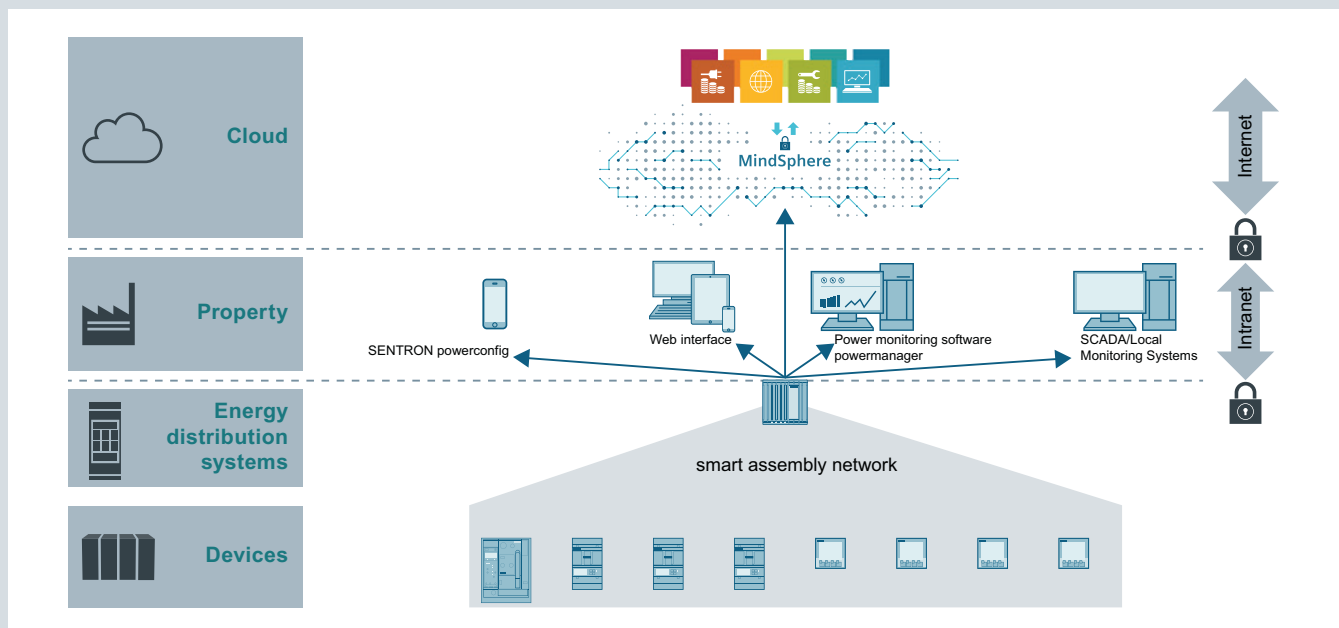 Cloud
MindSphere
Internet
Property
SENTRON powerconfig
Web interface
Power monitoring software
powermanager
SCADA/Local
Monitoring Systems
Intranet
Energy
distribution
systems
smart assembly network
Devices